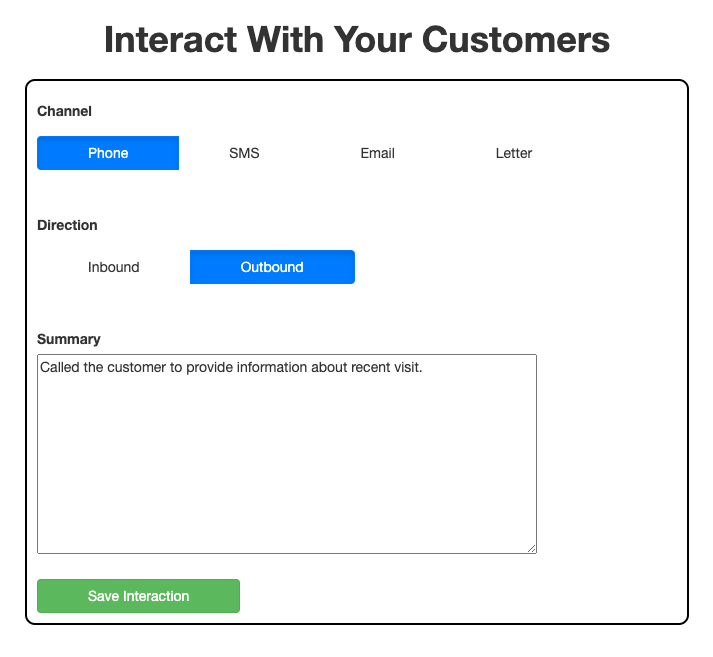 Interact With Your Customers
Channel
Phone SMS Email Letter
Direction
Inbound Outbound
Summary
Called the customer to provide information about recent visit.
Save Interaction